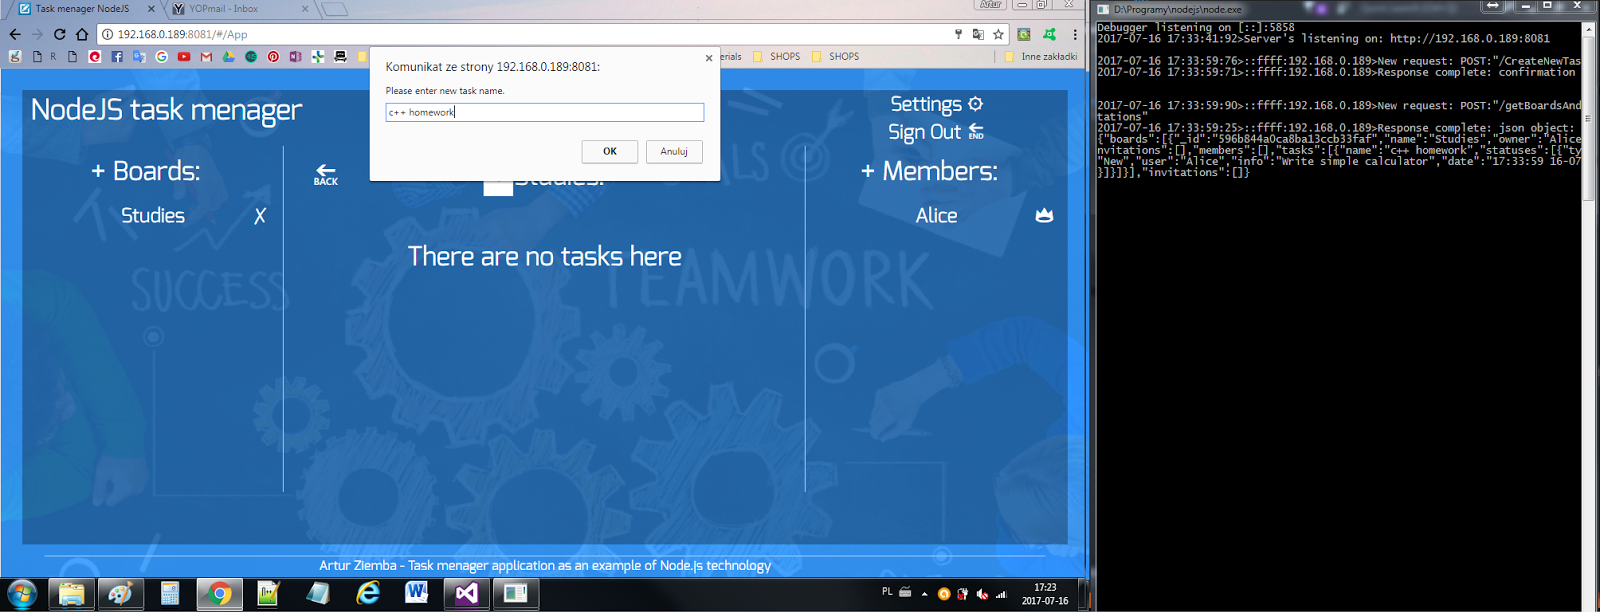 Task menager NodeJS
YOPmail - Inbox
Artur
192.168.0.189:8081/#/App
R
erials
SHOPS
SHOPS
Inne zakładki
NodeJS task menager
Settings
Sign Out
END
+ Boards:
BACK
Studies:
+ Members:
Studies
X
Alice
There are no tasks here
SUCCESS
TEAMWORK
Komunikat ze strony 192.168.0.189:8081:
Please enter new task name.
c++ homework
OK
Anuluj
Artur Ziemba - Task menager application as an example of Node.js technology
PL
17:23
2017-07-16
D:\Programy\nodejs\node.exe
Debugger listening on [::]:5858
2017-07-16 17:33:41:92>Server's listening on: http://192.168.0.189:8081
2017-07-16 17:33:59:76>::ffff:192.168.0.189>New request: POST:"/CreateNewTas
2017-07-16 17:33:59:71>::ffff:192.168.0.189>Response complete: confirmation
2017-07-16 17:33:59:90>::ffff:192.168.0.189>New request: POST:"/getBoardsAnd
tations"
2017-07-16 17:33:59:25>::ffff:192.168.0.189>Response complete: json object:
{"boards":[{"_id":"596b844a0ca8ba13ccb33faf","name":"Studies","owner":"Alice
nvitations":[],"members":[],"tasks":[{"name":"c++ homework","statuses":[{"ty
"New","user":"Alice","info":"Write simple calculator","date":"17:33:59 16-07
}]}]}],"invitations":[]}